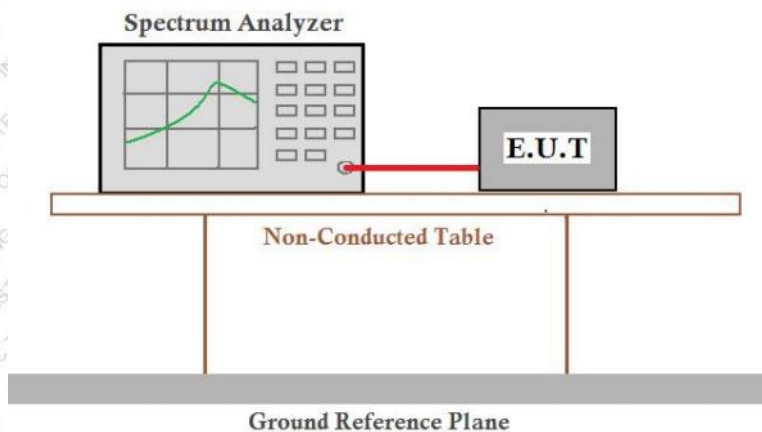 Spectrum Analyzer
E.U.T
Non-Conducted Table
Ground Reference Plane